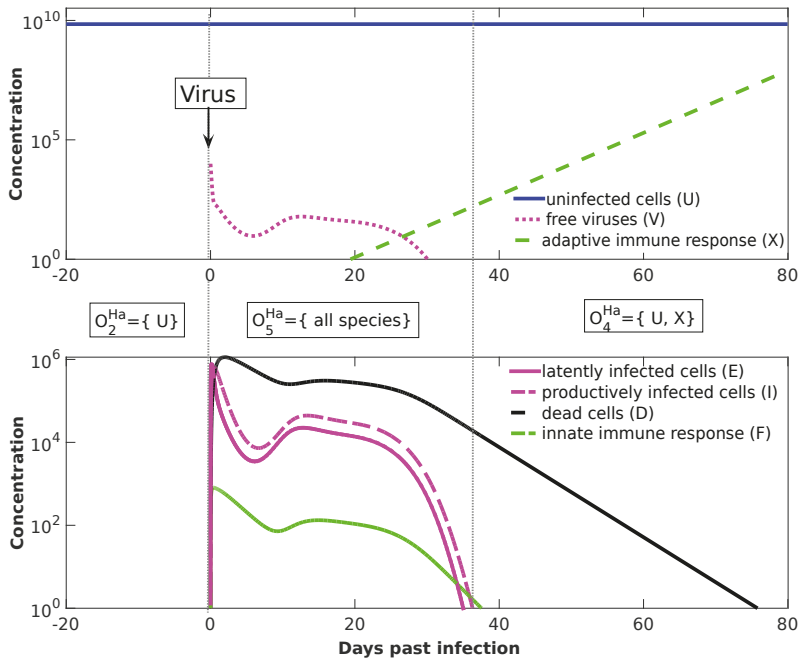 10^10
10^5
10^0
Concentration
Virus
uninfected cells (U)
free viruses (V)
adaptive immune response (X)
-20 0 20 40 60 80
O_2^Ha={ U}
O_5^Ha={ all species}
O_4^Ha={ U, X}
10^6
10^4
10^2
10^0
Concentration
latently infected cells (E)
productively infected cells (I)
dead cells (D)
innate immune response (F)
-20 0 20 40 60 80
Days past infection